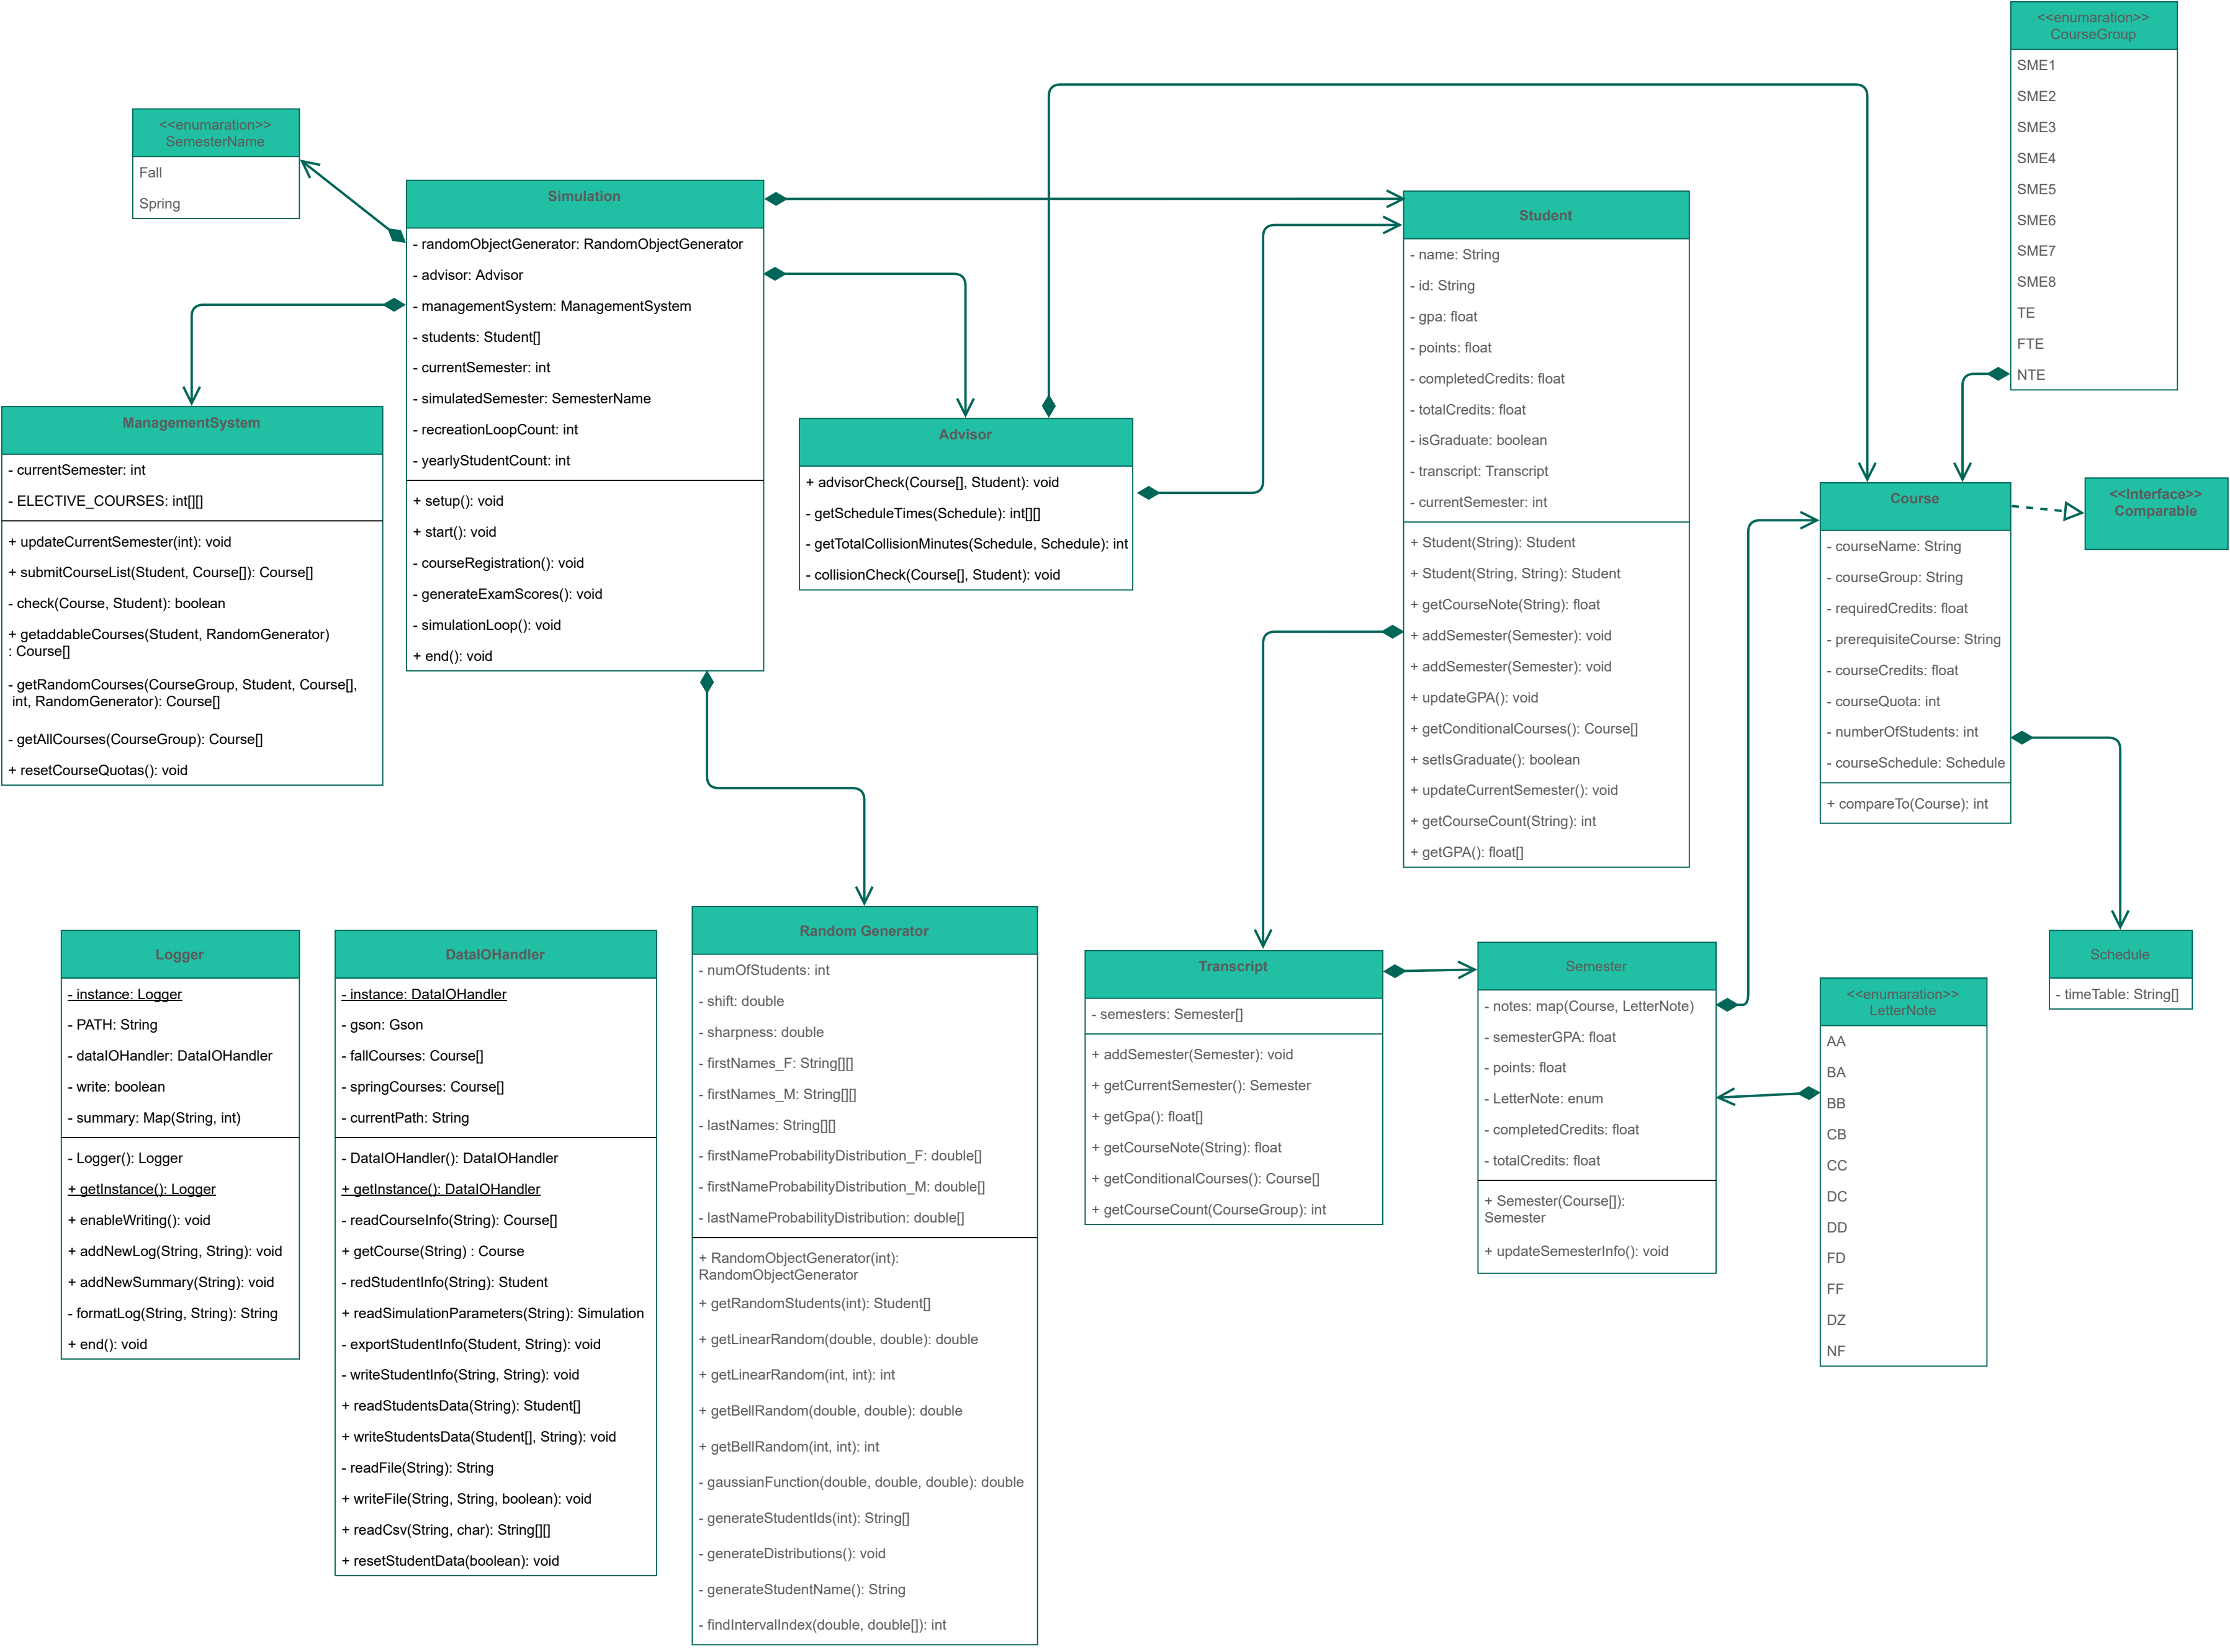 <<enumaration>>
CourseGroup
SME1
SME2
SME3
SME4
SME5
SME6
SME7
SME8
TE
FTE
NTE
<<enumaration>>
SemesterName
Fall
Spring
Simulation
- randomObjectGenerator: RandomObjectGenerator
- advisor: Advisor
- managementSystem: ManagementSystem
- students: Student[]
- currentSemester: int
- simulatedSemester: SemesterName
- recreationLoopCount: int
- yearlyStudentCount: int
+ setup(): void
+ start(): void
- courseRegistration(): void
- generateExamScores(): void
- simulationLoop(): void
+ end(): void
Student
- name: String
- id: String
- gpa: float
- points: float
- completedCredits: float
- totalCredits: float
- isGraduate: boolean
- transcript: Transcript
- currentSemester: int
+ Student(String): Student
+ Student(String, String): Student
+ getCourseNote(String): float
+ addSemester(Semester): void
+ addSemester(Semester): void
+ updateGPA(): void
+ getConditionalCourses(): Course[]
+ setIsGraduate(): boolean
+ updateCurrentSemester(): void
+ getCourseCount(String): int
+ getGPA(): float[]
ManagementSystem
- currentSemester: int
- ELECTIVE_COURSES: int[][]
+ updateCurrentSemester(int): void
+ submitCourseList(Student, Course[]): Course[]
- check(Course, Student): boolean
+ getaddableCourses(Student, RandomGenerator)
: Course[]
- getRandomCourses(CourseGroup, Student, Course[],
int, RandomGenerator): Course[]
- getAllCourses(CourseGroup): Course[]
+ resetCourseQuotas(): void
Advisor
+ advisorCheck(Course[], Student): void
- getScheduleTimes(Schedule): int[][]
- getTotalCollisionMinutes(Schedule, Schedule): int
- collisionCheck(Course[], Student): void
Course
- courseName: String
- courseGroup: String
- requiredCredits: float
- prerequisiteCourse: String
- courseCredits: float
- courseQuota: int
- numberOfStudents: int
- courseSchedule: Schedule
+ compareTo(Course): int
<<Interface>>
Comparable
Logger
- instance: Logger
- PATH: String
- dataIOHandler: DataIOHandler
- write: boolean
- summary: Map(String, int)
- Logger(): Logger
+ getInstance(): Logger
+ enableWriting(): void
+ addNewLog(String, String): void
+ addNewSummary(String): void
- formatLog(String, String): String
+ end(): void
DataIOHandler
- instance: DataIOHandler
- gson: Gson
- fallCourses: Course[]
- springCourses: Course[]
- currentPath: String
- DataIOHandler(): DataIOHandler
+ getInstance(): DataIOHandler
- readCourseInfo(String): Course[]
+ getCourse(String) : Course
- redStudentInfo(String): Student
+ readSimulationParameters(String): Simulation
- exportStudentInfo(Student, String): void
- writeStudentInfo(String, String): void
+ readStudentsData(String): Student[]
+ writeStudentsData(Student[], String): void
- readFile(String): String
+ writeFile(String, String, boolean): void
+ readCsv(String, char): String[][]
+ resetStudentData(boolean): void
Random Generator
- numOfStudents: int
- shift: double
- sharpness: double
- firstNames_F: String[][]
- firstNames_M: String[][]
- lastNames: String[][]
- firstNameProbabilityDistribution_F: double[]
- firstNameProbabilityDistribution_M: double[]
- lastNameProbabilityDistribution: double[]
+ RandomObjectGenerator(int):
RandomObjectGenerator
+ getRandomStudents(int): Student[]
+ getLinearRandom(double, double): double
+ getLinearRandom(int, int): int
+ getBellRandom(double, double): double
+ getBellRandom(int, int): int
- gaussianFunction(double, double, double): double
- generateStudentIds(int): String[]
- generateDistributions(): void
- generateStudentName(): String
- findIntervalIndex(double, double[]): int
Transcript
- semesters: Semester[]
+ addSemester(Semester): void
+ getCurrentSemester(): Semester
+ getGpa(): float[]
+ getCourseNote(String): float
+ getConditionalCourses(): Course[]
+ getCourseCount(CourseGroup): int
Semester
- notes: map(Course, LetterNote)
- semesterGPA: float
- points: float
- LetterNote: enum
- completedCredits: float
- totalCredits: float
+ Semester(Course[]):
Semester
+ updateSemesterInfo(): void
<<enumaration>>
LetterNote
AA
BA
BB
CB
CC
DC
DD
FD
FF
DZ
NF
Schedule
- timeTable: String[]